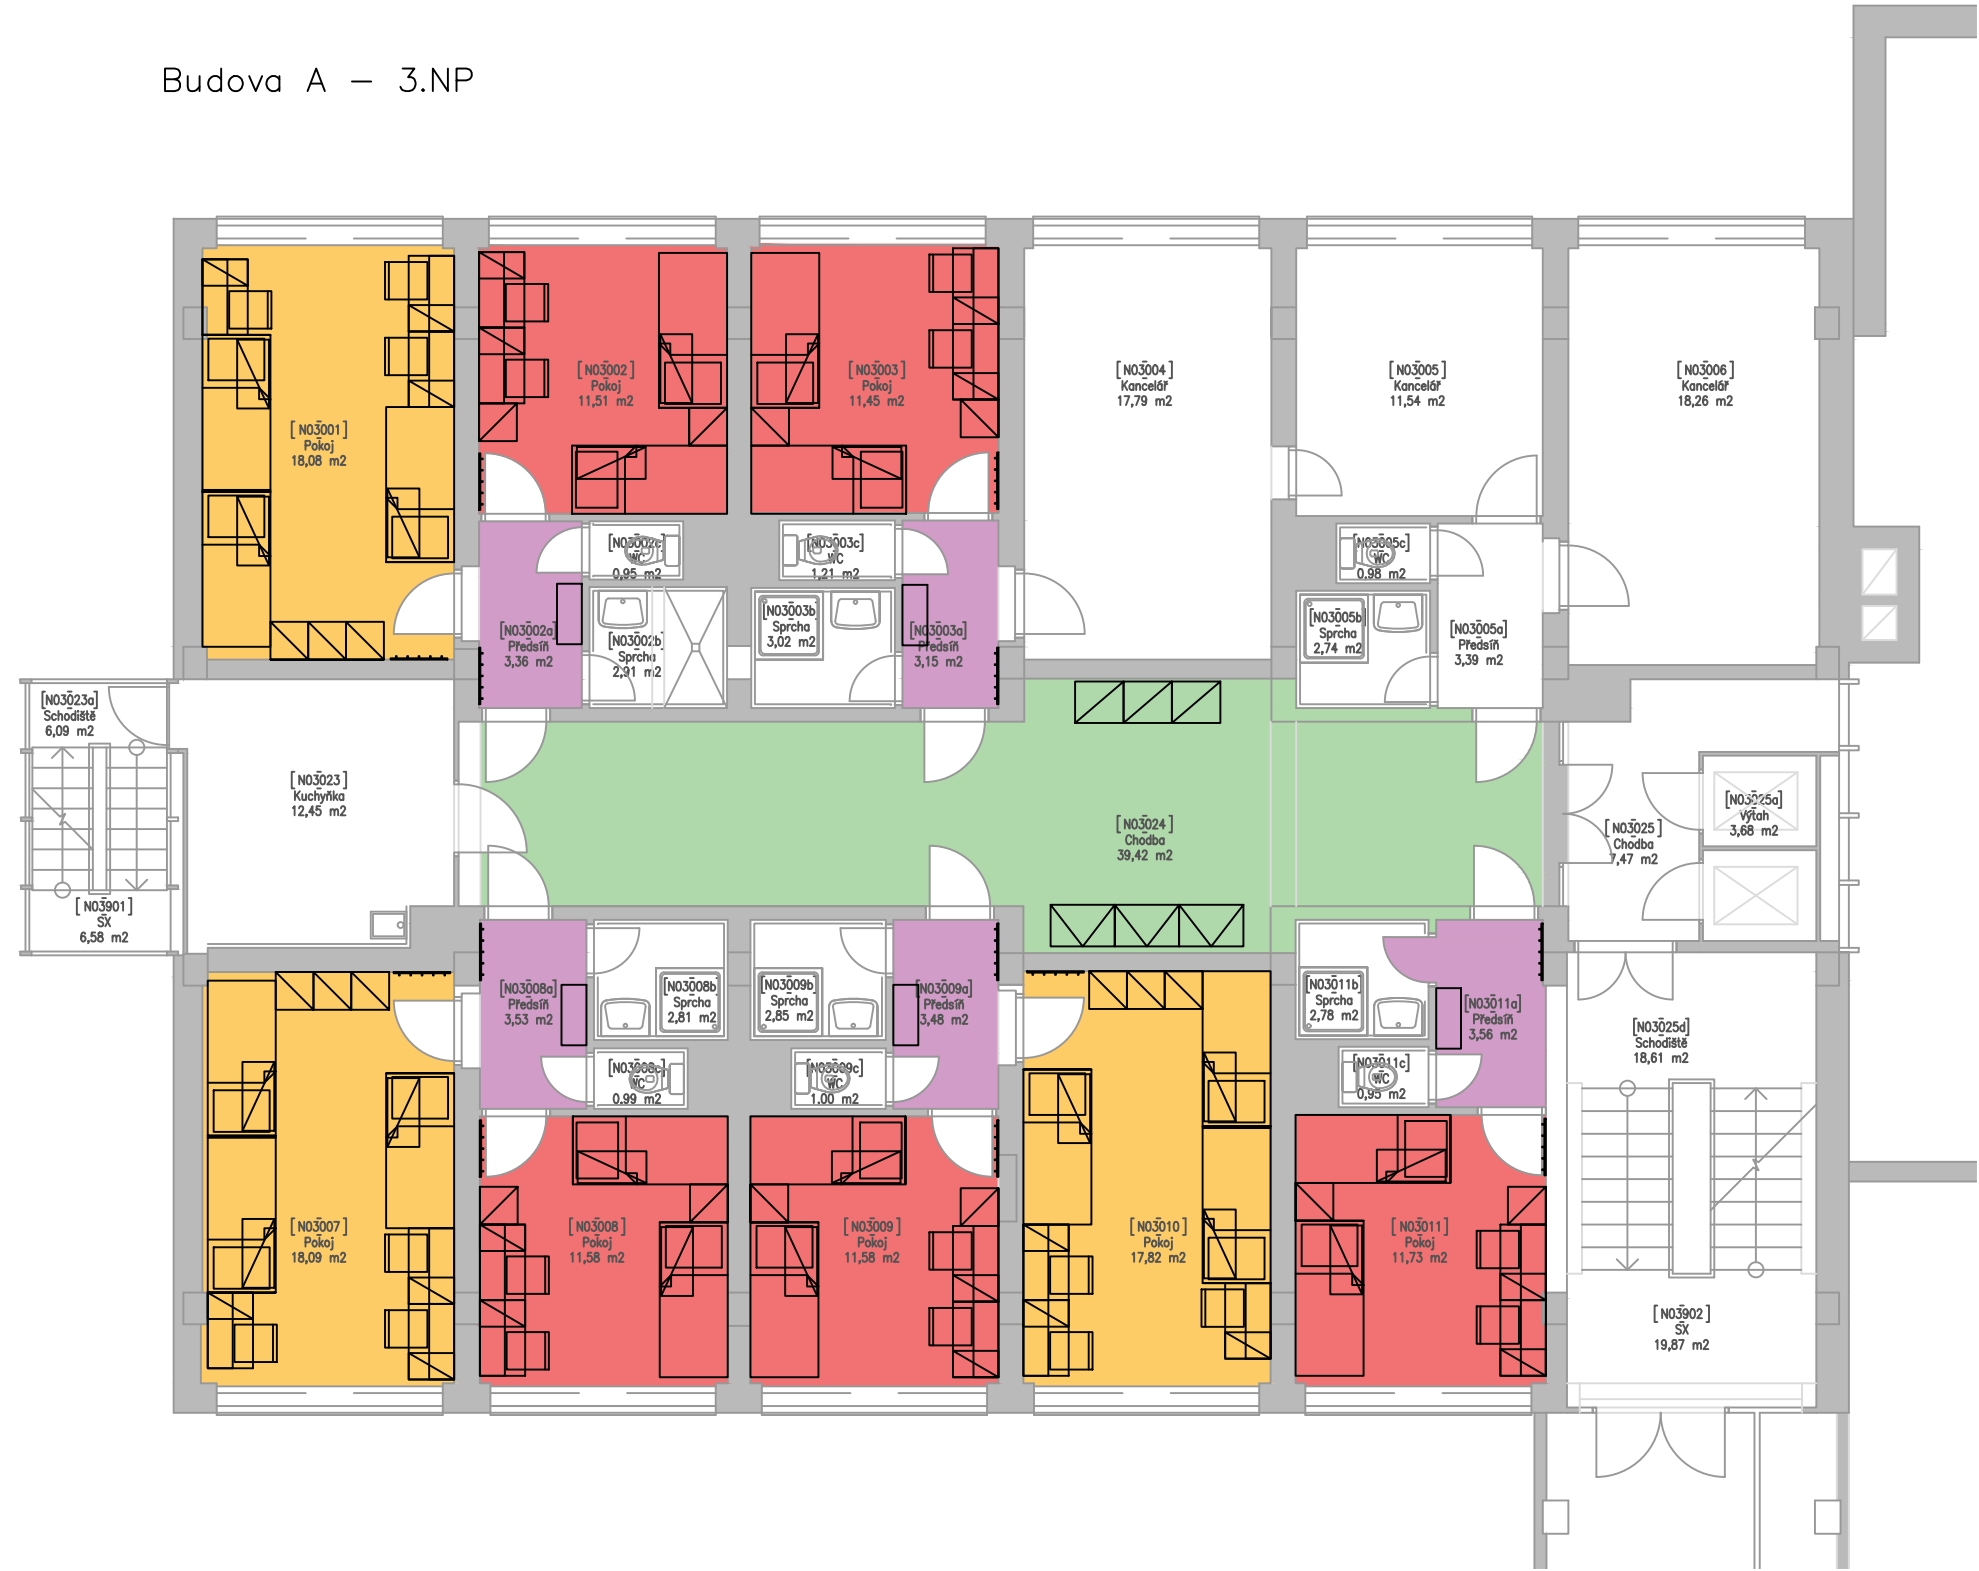 Budova A – 3.NP
[N03001]
Pokoj
18,08 m2
[N03002]
Pokoj
11,51 m2
[N03003]
Pokoj
11,45 m2
[N03004]
Kancelář
17,79 m2
[N03005]
Kancelář
11,54 m2
[N03006]
Kancelář
18,26 m2
[N03002c]
WC
0,95 m2
[N03003c]
WC
1,21 m2
[N03005c]
WC
0,98 m2
[N03002a]
Předsíň
3,36 m2
[N03002b]
Sprcha
2,91 m2
[N03003b]
Sprcha
3,02 m2
[N03003a]
Předsíň
3,15 m2
[N03005b]
Sprcha
2,74 m2
[N03005a]
Předsíň
3,39 m2
[N03023a]
Schodiště
6,09 m2
[N03023]
Kuchyňka
12,45 m2
[N03024]
Chodba
39,42 m2
[N03025]
Chodba
7,47 m2
[N03025a]
Výtah
3,68 m2
[N03901]
SX
6,58 m2
[N03008a]
Předsíň
3,53 m2
[N03008b]
Sprcha
2,81 m2
[N03009b]
Sprcha
2,85 m2
[N03009a]
Předsíň
3,48 m2
[N03011b]
Sprcha
2,78 m2
[N03011a]
Předsíň
3,56 m2
[N03025d]
Schodiště
18,61 m2
[N03008c]
WC
0,99 m2
[N03009c]
WC
1,00 m2
[N03011c]
WC
0,95 m2
[N03007]
Pokoj
18,09 m2
[N03008]
Pokoj
11,58 m2
[N03009]
Pokoj
11,58 m2
[N03010]
Pokoj
17,82 m2
[N03011]
Pokoj
11,73 m2
[N03902]
SX
19,87 m2